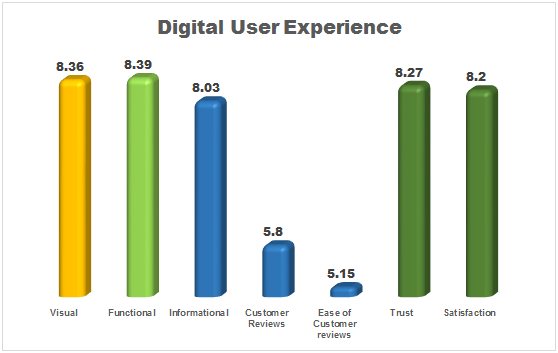 Digital User Experience
8.36
8.39
8.03
5.8
5.15
8.27
8.2
Visual
Functional
Informational
Customer
Reviews
Ease of
Customer
reviews
Trust
Satisfaction